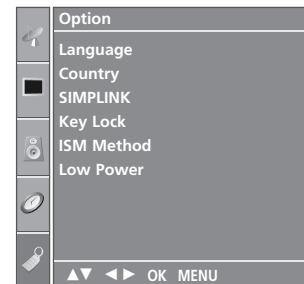 Option
Language
Country
SIMPLINK
Key Lock
ISM Method
Low Power
▲▼ ◄► OK MENU